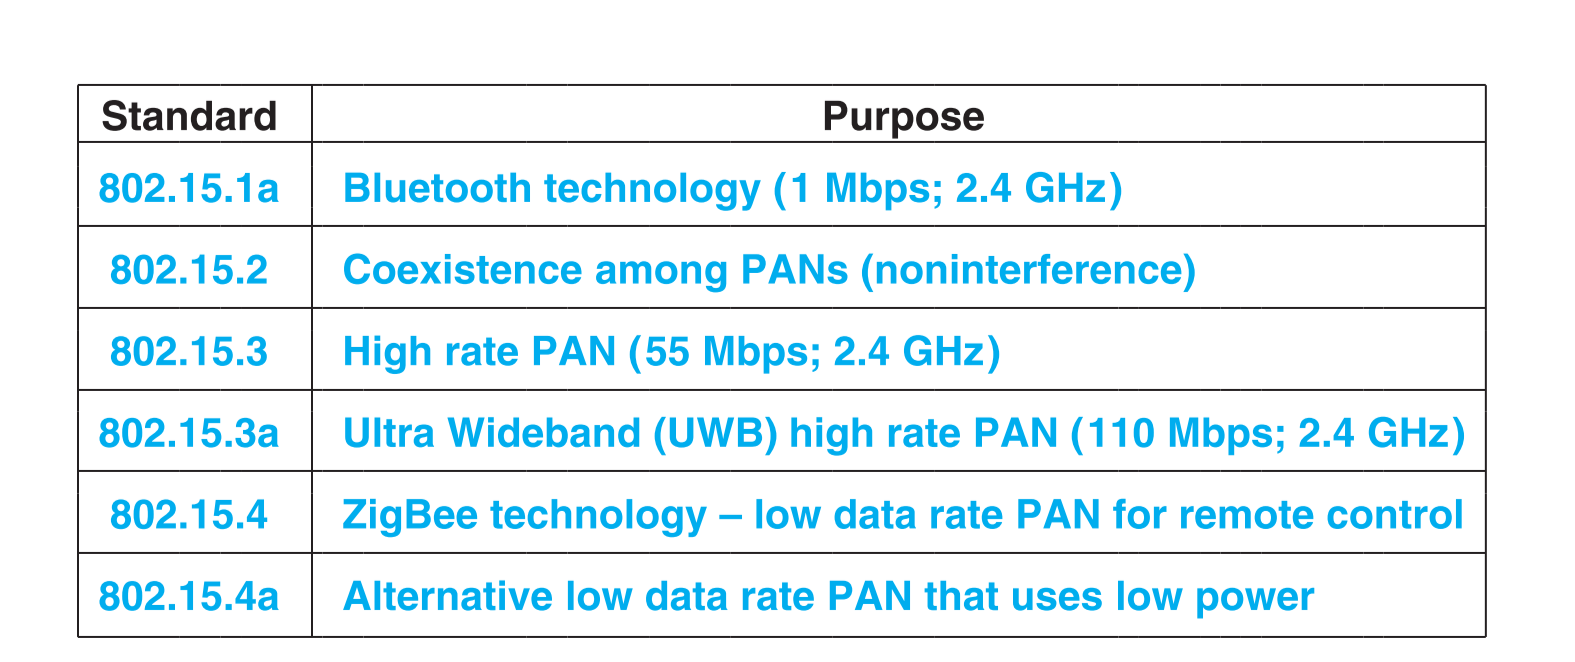 Standard Purpose
802.15.1a Bluetooth technology (1 Mbps; 2.4 GHz)
802.15.2 Coexistence among PANs (noninterference)
802.15.3 High rate PAN (55 Mbps; 2.4 GHz)
802.15.3a Ultra Wideband (UWB) high rate PAN (110 Mbps; 2.4 GHz)
802.15.4 ZigBee technology – low data rate PAN for remote control
802.15.4a Alternative low data rate PAN that uses low power